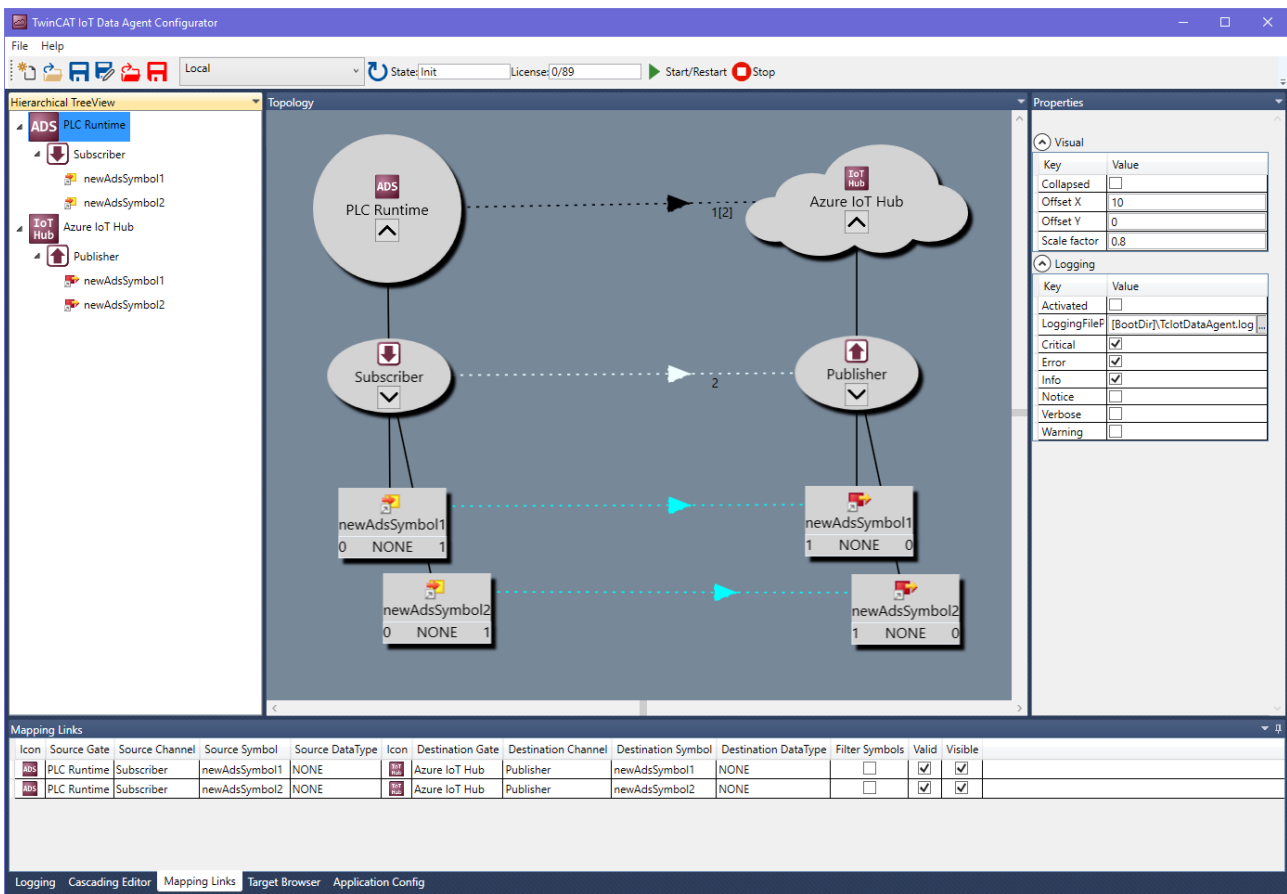 TwinCAT IoT Data Agent Configurator
File Help
Local State: Init License: 0/89 Start/Restart Stop
Hierarchical TreeView
ADS PLC Runtime
Subscriber
newAdsSymbol1
newAdsSymbol2
IoT Hub Azure IoT Hub
Publisher
newAdsSymbol1
newAdsSymbol2
Topology
ADS
PLC Runtime
1[2]
IoT Hub
Azure IoT Hub
Subscriber
2
Publisher
newAdsSymbol1
0 NONE 1
newAdsSymbol1
1 NONE 0
newAdsSymbol2
0 NONE 1
newAdsSymbol2
1 NONE 0
Properties
Visual
Key Value
Collapsed
Offset X 10
Offset Y 0
Scale factor 0.8
Logging
Key Value
Activated
LoggingFileP [BootDir]\TcIotDataAgent.log ...
Critical
Error
Info
Notice
Verbose
Warning
Mapping Links
Icon Source Gate Source Channel Source Symbol Source DataType Icon Destination Gate Destination Channel Destination Symbol Destination DataType Filter Symbols Valid Visible
ADS PLC Runtime Subscriber newAdsSymbol1 NONE IoT Hub Azure IoT Hub Publisher newAdsSymbol1 NONE
ADS PLC Runtime Subscriber newAdsSymbol2 NONE IoT Hub Azure IoT Hub Publisher newAdsSymbol2 NONE
Logging Cascading Editor Mapping Links Target Browser Application Config